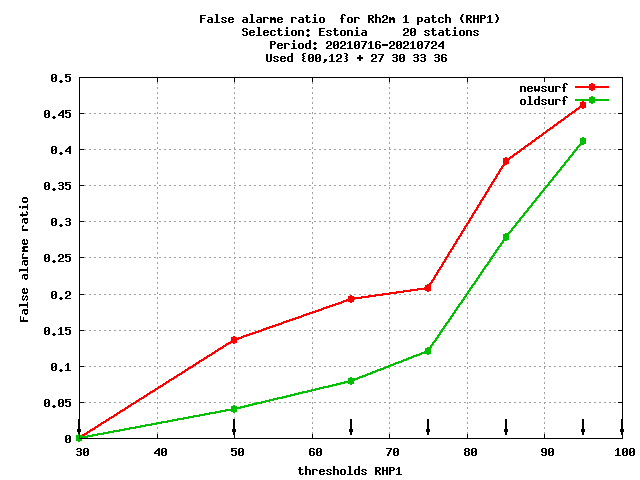 False alarme ratio  for Rh2m 1 patch (RHP1)
Selection: Estonia     20 stations
Period: 20210716-20210724
Used {00,12} + 27 30 33 36
newsurf
oldsurf
0.5
0.45
0.4
0.35
0.3
0.25
0.2
0.15
0.1
0.05
0
False alarme ratio
30 40 50 60 70 80 90 100
thresholds RHP1